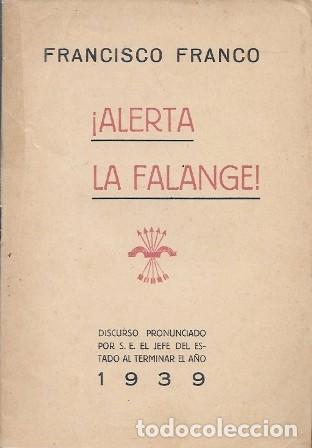 FRANCISCO FRANCO
¡ALERTA
LA FALANGE!
DISCURSO PRONUNCIADO
POR S. E. EL JEFE DEL ES-
TADO AL TERMINAR EL AÑO
1939
todocoleccion